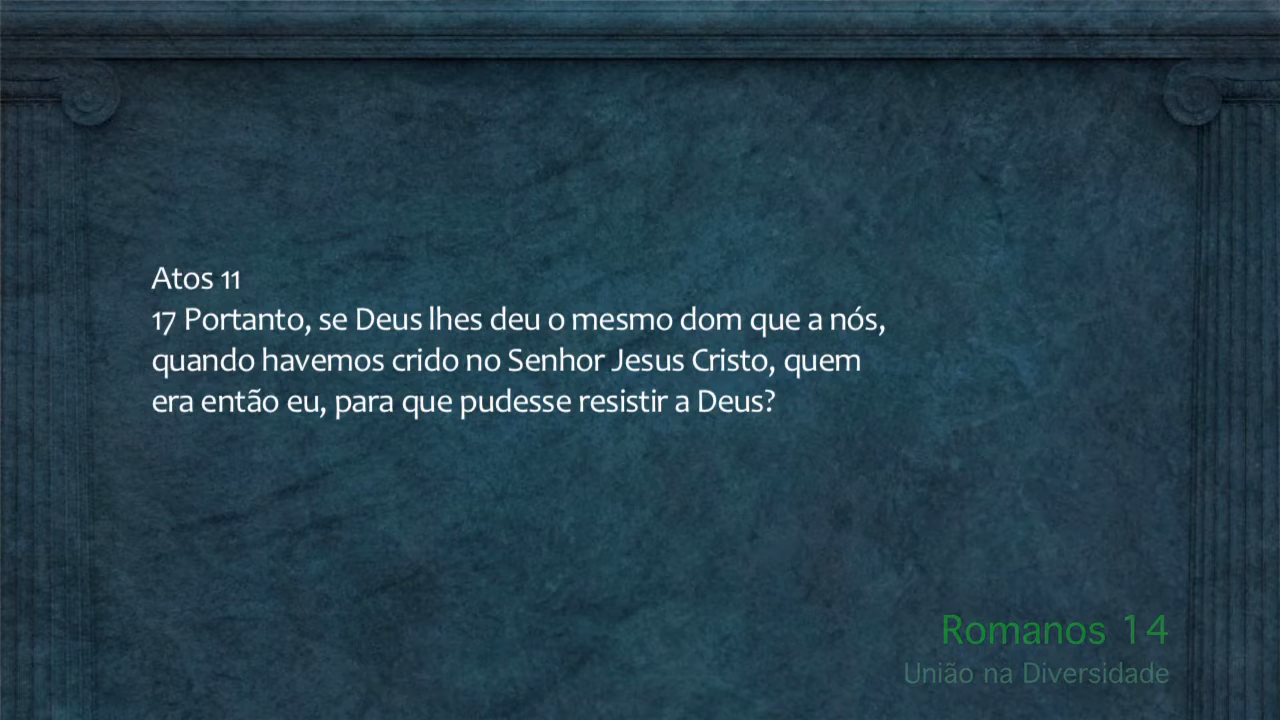 Atos 11
17 Portanto, se Deus lhes deu o mesmo dom que a nós,
quando havemos crido no Senhor Jesus Cristo, quem
era então eu, para que pudesse resistir a Deus?
Romanos 14
União na Diversidade